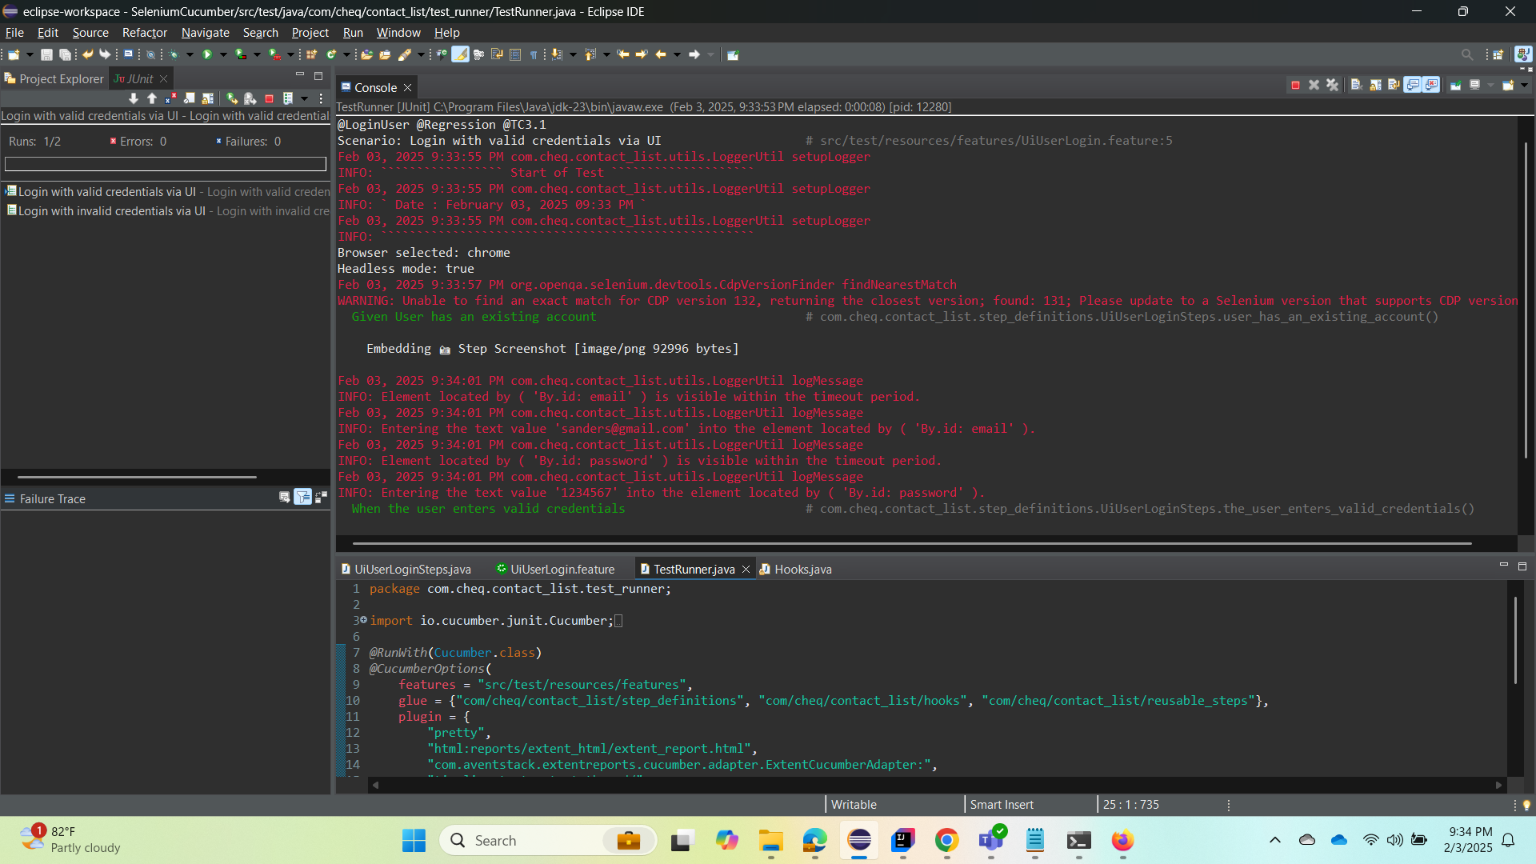 eclipse-workspace - SeleniumCucumber/src/test/java/com/cheq/contact_list/test_runner/TestRunner.java - Eclipse IDE
File Edit Source Refactor Navigate Search Project Run Window Help
Project Explorer JUnit
Login with valid credentials via UI - Login with valid credential
Runs: 1/2 Errors: 0 Failures: 0
Login with valid credentials via UI - Login with valid creden
Login with invalid credentials via UI - Login with invalid cre
Failure Trace
Console
TestRunner [JUnit] C:\Program Files\Java\jdk-23\bin\javaw.exe (Feb 3, 2025, 9:33:53 PM elapsed: 0:00:08) [pid: 12280]
@LoginUser @Regression @TC3.1
Scenario: Login with valid credentials via UI # src/test/resources/features/UiUserLogin.feature:5
Feb 03, 2025 9:33:55 PM com.cheq.contact_list.utils.LoggerUtil setupLogger
INFO: ````````````````` Start of Test ````````````````````
Feb 03, 2025 9:33:55 PM com.cheq.contact_list.utils.LoggerUtil setupLogger
INFO: ` Date : February 03, 2025 09:33 PM `
Feb 03, 2025 9:33:55 PM com.cheq.contact_list.utils.LoggerUtil setupLogger
INFO: ````````````````````````````````````````````````````
Browser selected: chrome
Headless mode: true
Feb 03, 2025 9:33:57 PM org.openqa.selenium.devtools.CdpVersionFinder findNearestMatch
WARNING: Unable to find an exact match for CDP version 132, returning the closest version; found: 131; Please update to a Selenium version that supports CDP version
Given User has an existing account # com.cheq.contact_list.step_definitions.UiUserLoginSteps.user_has_an_existing_account()
Embedding 📷 Step Screenshot [image/png 92996 bytes]
Feb 03, 2025 9:34:01 PM com.cheq.contact_list.utils.LoggerUtil logMessage
INFO: Element located by ( 'By.id: email' ) is visible within the timeout period.
Feb 03, 2025 9:34:01 PM com.cheq.contact_list.utils.LoggerUtil logMessage
INFO: Entering the text value 'sanders@gmail.com' into the element located by ( 'By.id: email' ).
Feb 03, 2025 9:34:01 PM com.cheq.contact_list.utils.LoggerUtil logMessage
INFO: Element located by ( 'By.id: password' ) is visible within the timeout period.
Feb 03, 2025 9:34:01 PM com.cheq.contact_list.utils.LoggerUtil logMessage
INFO: Entering the text value '1234567' into the element located by ( 'By.id: password' ).
When the user enters valid credentials # com.cheq.contact_list.step_definitions.UiUserLoginSteps.the_user_enters_valid_credentials()
UiUserLoginSteps.java UiUserLogin.feature TestRunner.java Hooks.java
1 package com.cheq.contact_list.test_runner;
2
3 import io.cucumber.junit.Cucumber;
6
7 @RunWith(Cucumber.class)
8 @CucumberOptions(
9 features = "src/test/resources/features",
10 glue = {"com/cheq/contact_list/step_definitions", "com/cheq/contact_list/hooks", "com/cheq/contact_list/reusable_steps"},
11 plugin = {
12 "pretty",
13 "html:reports/extent_html/extent_report.html",
14 "com.aventstack.extentreports.cucumber.adapter.ExtentCucumberAdapter:",
Writable Smart Insert 25 : 1 : 735
1 82°F
Partly cloudy
Search
9:34 PM
2/3/2025